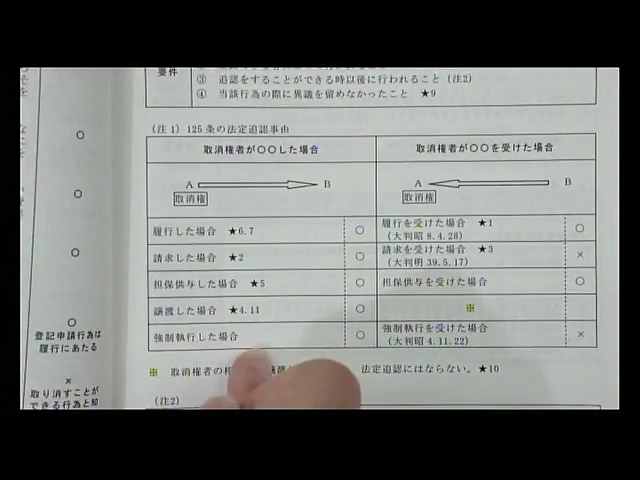 要件
③ 追認をすることができる時以後に行われること（注2）
④ 当該行為の際に異議を留めなかったこと ★9
（注1）125条の法定追認事由
取消権者が〇〇した場合
取消権者が〇〇を受けた場合
A
B
取消権
A
B
取消権
履行した場合 ★6.7
○
履行を受けた場合 ★1
（大判昭8.4.28）
○
請求した場合 ★2
○
請求を受けた場合 ★3
（大判明39.5.17）
×
担保供与した場合 ★5
○
担保供与を受けた場合
○
譲渡した場合 ★4.11
○
※
強制執行した場合
○
強制執行を受けた場合
（大判昭4.11.22）
×
※ 取消権者の
法定追認にはならない。★10
（注2）
○
○
○
○
登記申請行為は
履行にあたる
×
取り消すことが
できる行為と知